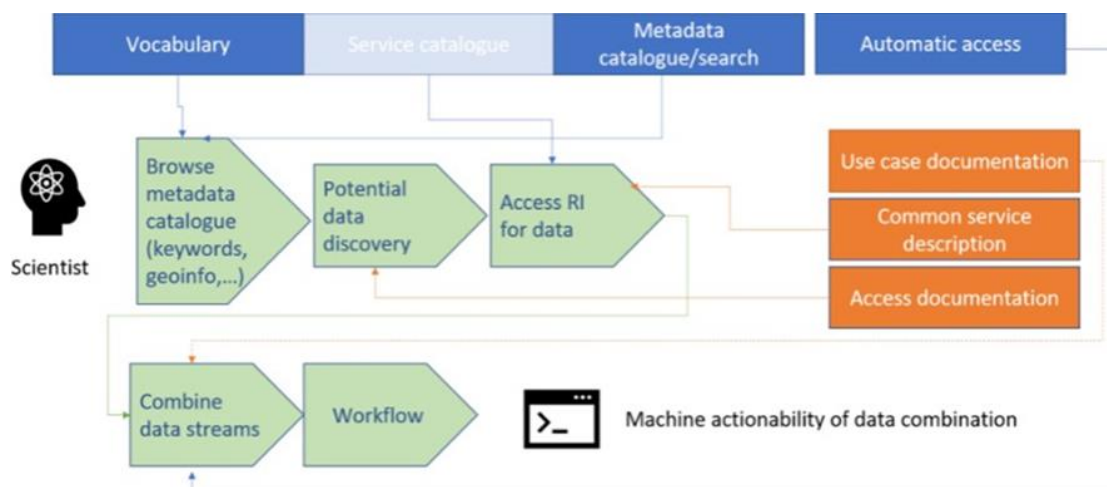 Vocabulary
Service catalogue
Metadata
catalogue/search
Automatic access
Browse
metadata
catalogue
(keywords,
geoinfo,...)
Potential
data
discovery
Access RI
for data
Use case documentation
Common service
description
Access documentation
Scientist
Combine
data streams
Workflow
>_
Machine actionability of data combination